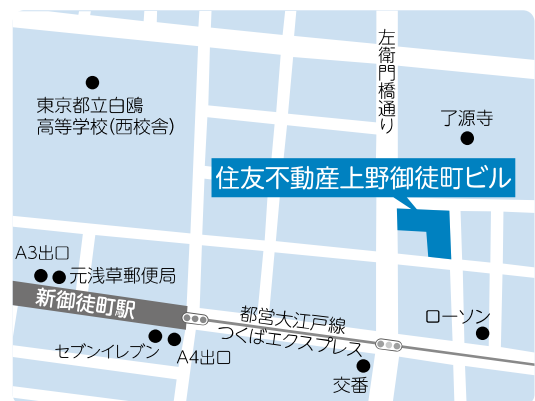 左衛門橋通り
東京都立白鴎
高等学校(西校舎)
了源寺
住友不動産上野御徒町ビル
A3出口
元浅草郵便局
新御徒町駅
都営大江戸線
つくばエクスプレス
ローソン
セブンイレブン
A4出口
交番